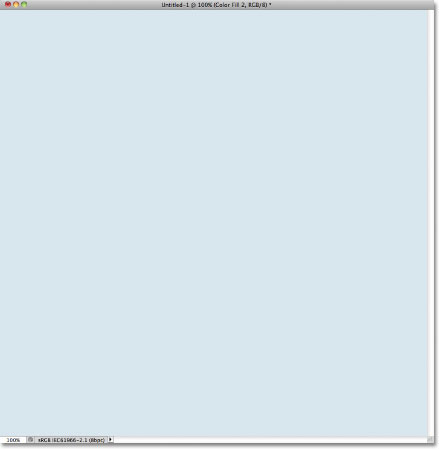 Untitled-1 @ 100% (Color Fill 2, RGB/8) *
100%
sRGB IEC61966-2.1 (8bpc)